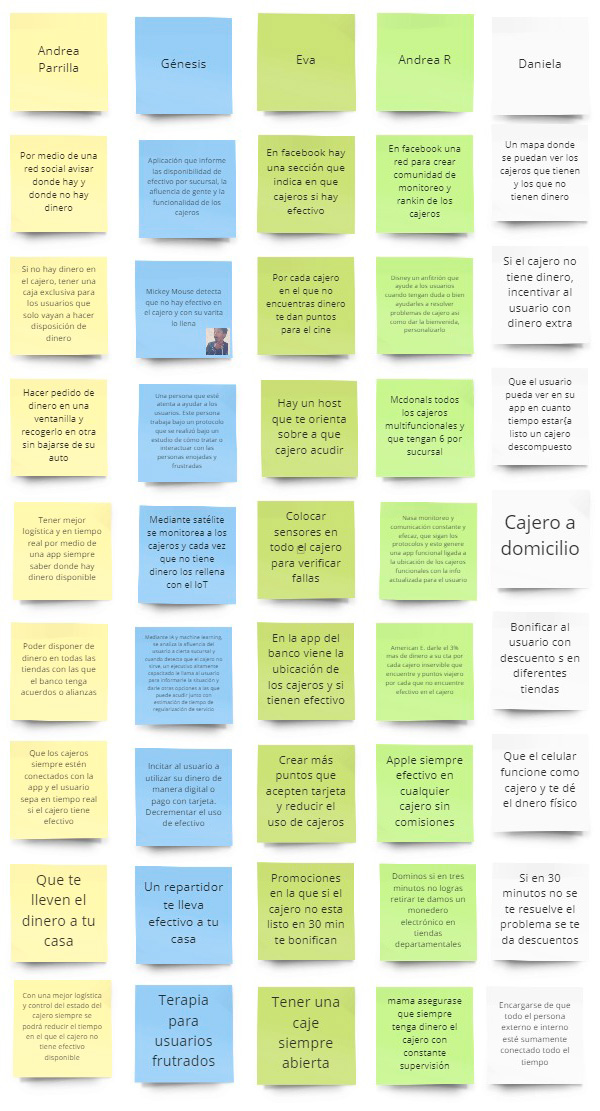 Andrea
Parrilla
Génesis
Eva
Andrea R
Daniela
Por medio de una
red social avisar
donde hay y
donde no hay
dinero
Aplicación que informe
las disponibilidad de
efectivo por sucursal, la
afluencia de gente y la
funcionalidad de los
cajeros
En facebook hay
una sección que
indica en que
cajeros si hay
efectivo
En facebook una
red para crear
comunidad de
monitoreo y
rankin de los
cajeros
Un mapa donde
se puedan ver los
cajeros que tienen
y los que no
tienen dinero
Si no hay dinero en
el cajero, tener una
caja exclusiva para
los usuarios que
solo vayan a hacer
disposición de
dinero
Mickey Mouse detecta
que no hay efectivo en
el cajero y con su varita
lo llena
Por cada cajero
en el que no
encuentras dinero
te dan puntos
para el cine
Disney un anfitrión que
ayude a los usuarios
cuando tengan duda o bien
ayudarles a resolver
problemas de cajero asi
como dar la bienvenida,
personalizarlo
Si el cajero no
tiene dinero,
incentivar al
usuario con
dinero extra
Hacer pedido de
dinero en una
ventanilla y
recogerlo en otra
sin bajarse de su
auto
Una persona que esté
atenta a ayudar a los
usuarios. Este persona
trabaja bajo un protocolo
que se realizó bajo un
estudio de cómo tratar o
interactuar con las
personas enojadas y
frustradas
Hay un host
que te orienta
sobre a que
cajero acudir
Mcdonals todos
los cajeros
multifuncionales y
que tengan 6 por
sucursal
Que el usuario
pueda ver en su
app en cuanto
tiempo estar{a
listo un cajero
descompuesto
Tener mejor
logística y en tiempo
real por medio de
una app siempre
saber donde hay
dinero disponible
Mediante satélite
se monitorea a los
cajeros y cada vez
que no tiene
dinero los rellena
con el IoT
Colocar
sensores en
todo el cajero
para verificar
fallas
Nasa monitoreo y
comunicación constante y
efecaz, que sigan los
protocolos y esto genere
una app funcional ligada a
la ubicación de los cajeros
funcionales con la info
actualizada para el usuario
Cajero a
domicilio
Poder disponer de
dinero en todas las
tiendas con las que
el banco tenga
acuerdos o alianzas
Mediante IA y machine learning,
se analiza la afluencia del
usuario a cierta sucursal y
cuando detecta que el cajero no
sirve, un ejecutivo altamente
capacitado le llama al usuario
para informarle la situación y
darle otras opciones a las que
puede acudir junto con
estimación de tiempo de
regularización de servicio
En la app del
banco viene la
ubicación de
los cajeros y si
tienen efectivo
American E. darle el 3%
mas de dinero a su cta por
cada cajero inservible que
encuentre y puntos viajero
por cada que no encuentre
efectivo en el cajero
Bonificar al
usuario con
descuento s en
diferentes
tiendas
Que los cajeros
siempre estén
conectados con la
app y el usuario
sepa en tiempo real
si el cajero tiene
efectivo
Incitar al usuario a
utilizar su dinero de
manera digital o
pago con tarjeta.
Decrementar el uso
de efectivo
Crear más
puntos que
acepten tarjeta
y reducir el
uso de cajeros
Apple siempre
efectivo en
cualquier
cajero sin
comisiones
Que el celular
funcione como
cajero y te dé
el dnero físico
Que te
lleven el
dinero a tu
casa
Un repartidor
te lleva
efectivo a tu
casa
Promociones
en la que si el
cajero no esta
listo en 30 min
te bonifican
Dominos si en tres
minutos no logras
retirar te damos un
monedero
electrónico en
tiendas
departamentales
Si en 30
minutos no se
te resuelve el
problema se te
da descuentos
Con una mejor logística
y control del estado del
cajero siempre se
podrá reducir el tiempo
en el que el cajero no
tiene efectivo
disponible
Terapia
para
usuarios
frutrados
Tener una
caje
siempre
abierta
mama asegurase
que siempre
tenga dinero el
cajero con
constante
supervisión
Encargarse de que
todo el persona
externo e interno
esté sumamente
conectado todo el
tiempo